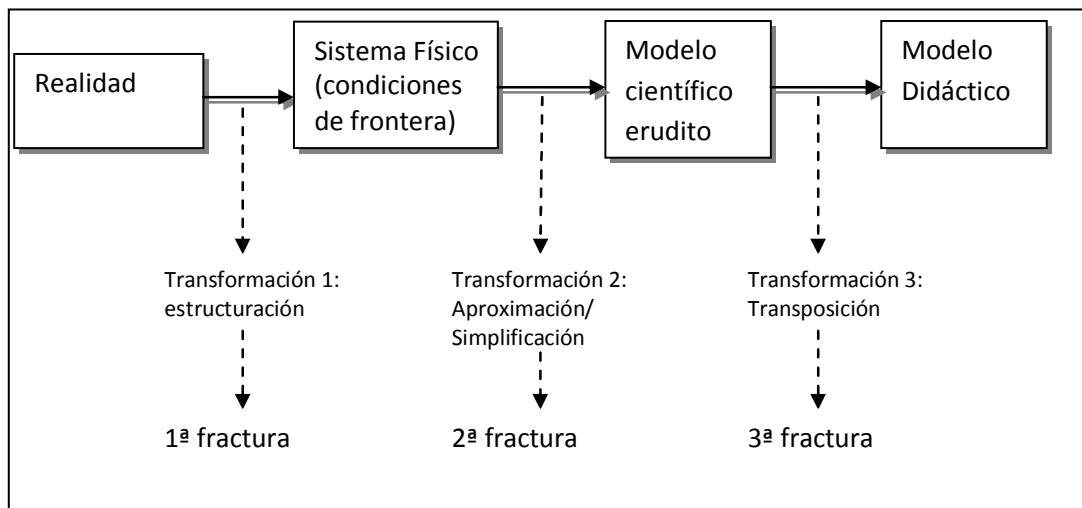 Realidad
Sistema Físico
(condiciones
de frontera)
Modelo
científico
erudito
Modelo
Didáctico
Transformación 1:
estructuración
Transformación 2:
Aproximación/
Simplificación
Transformación 3:
Transposición
1ª fractura
2ª fractura
3ª fractura